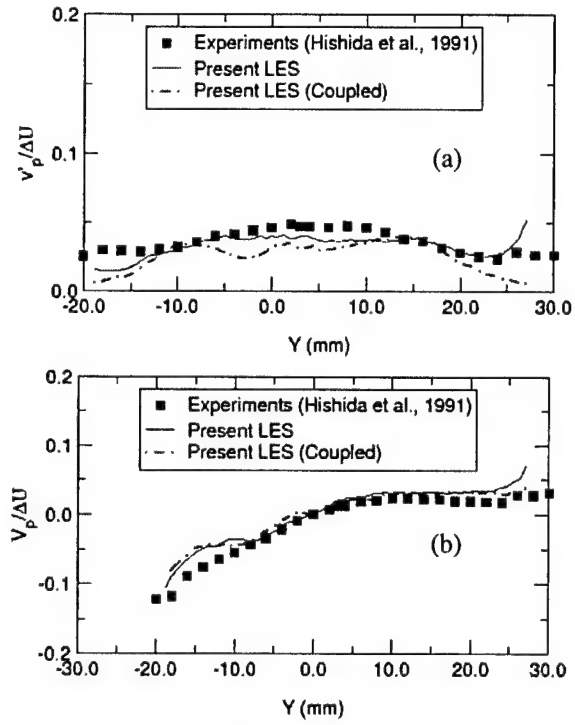 0.2
Experiments (Hishida et al., 1991)
Present LES
Present LES (Coupled)
v'p/ΔU
0.1
(a)
0.0
-20.0 -10.0 0.0 10.0 20.0 30.0
Y (mm)
0.2
Experiments (Hishida et al., 1991)
Present LES
Present LES (Coupled)
0.1
Vp/ΔU
0.0
-0.1
(b)
-0.2
-30.0 -20.0 -10.0 0.0 10.0 20.0 30.0
Y (mm)